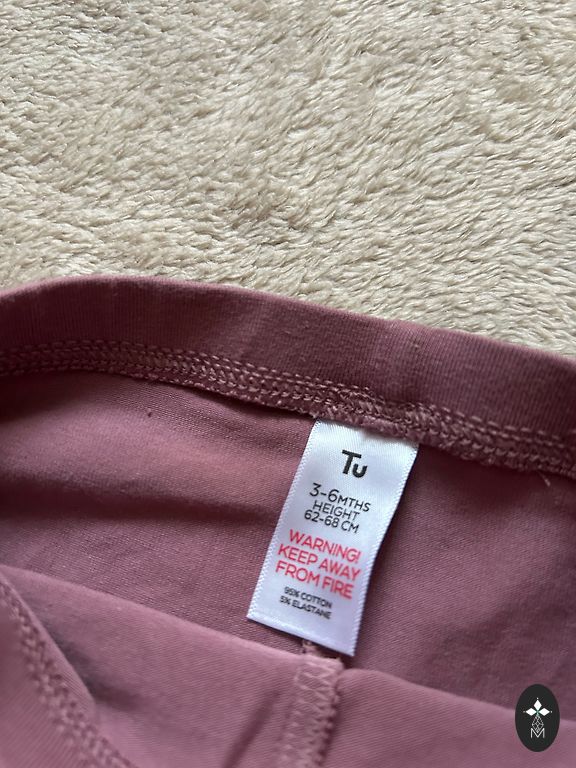 Tu
3-6MTHS
HEIGHT
62-68 CM
WARNING!
KEEP AWAY
FROM FIRE
95% COTTON
5% ELASTANE
M